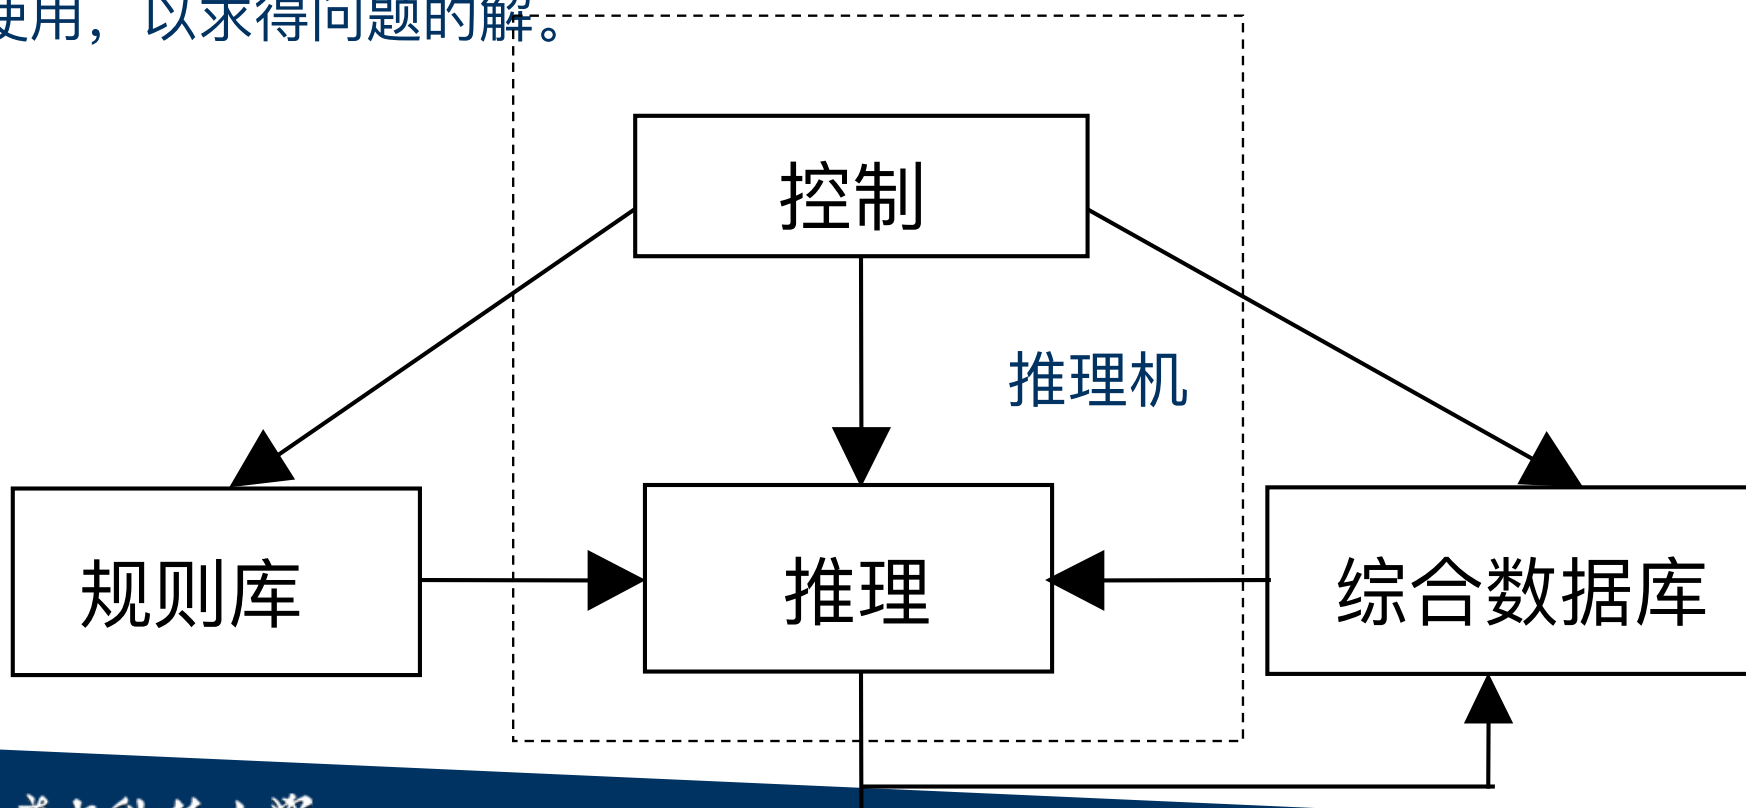 使用，以求得问题的解。
控制
推理机
规则库
推理
综合数据库